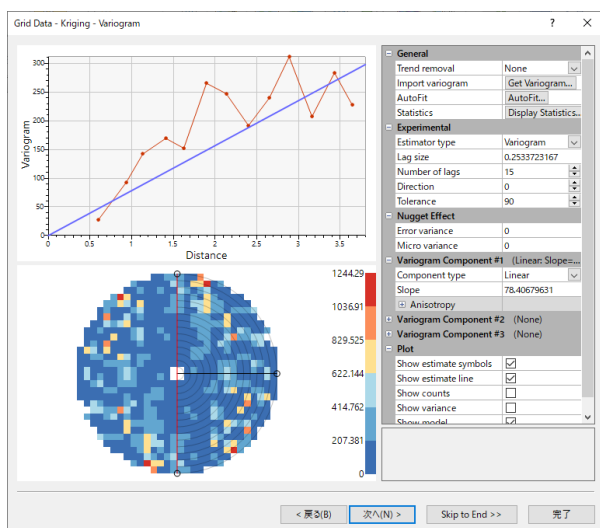 Grid Data - Kriging - Variogram ? ×
300
250
200
150
100
50
0
Variogram
0 0.5 1 1.5 2 2.5 3 3.5
Distance
1244.29
1036.91
829.525
622.144
414.762
207.381
0
General
Trend removal None
Import variogram Get Variogram...
AutoFit AutoFit...
Statistics Display Statistics..
Experimental
Estimator type Variogram
Lag size 0.2533723167
Number of lags 15
Direction 0
Tolerance 90
Nugget Effect
Error variance 0
Micro variance 0
Variogram Component #1 (Linear: Slope=...
Component type Linear
Slope 78.40679631
Anisotropy
Variogram Component #2 (None)
Variogram Component #3 (None)
Plot
Show estimate symbols
Show estimate line
Show counts
Show variance
Show model
< 戻る(B) 次へ(N) > Skip to End >> 完了